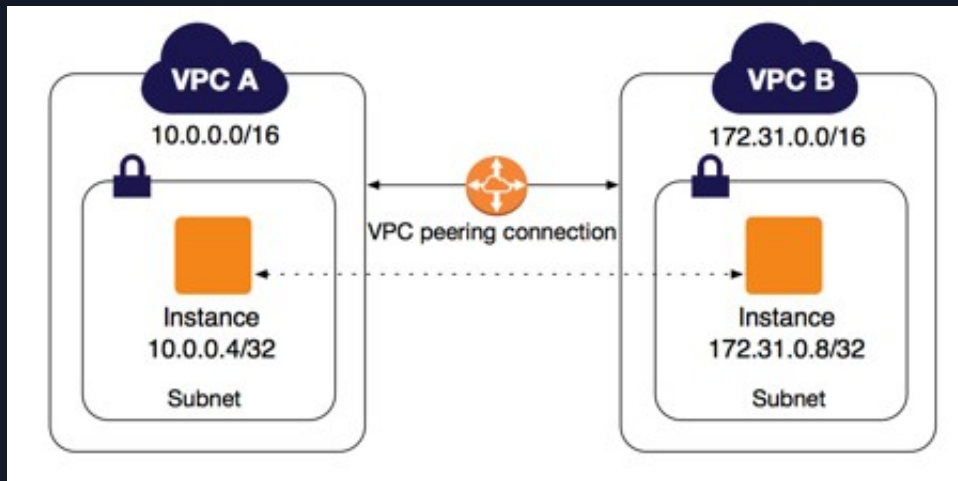 VPC A
10.0.0.0/16
VPC B
172.31.0.0/16
VPC peering connection
Instance
10.0.0.4/32
Subnet
Instance
172.31.0.8/32
Subnet